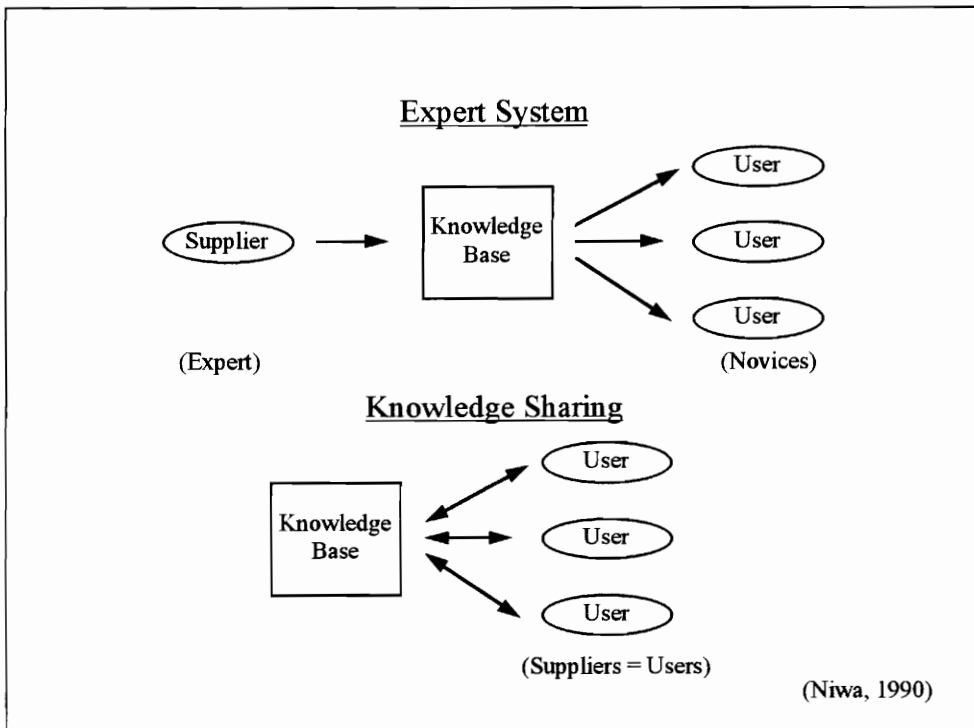 Expert System
User
Supplier
Knowledge
Base
User
User
(Expert)
(Novices)
Knowledge Sharing
User
Knowledge
Base
User
User
(Suppliers = Users)
(Niwa, 1990)